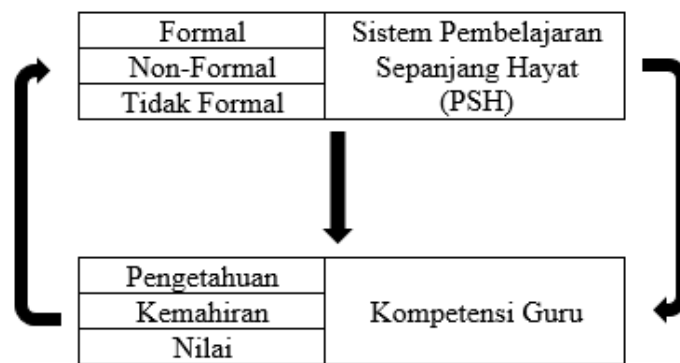 Formal
Non-Formal
Tidak Formal
Sistem Pembelajaran
Sepanjang Hayat
(PSH)
Pengetahuan
Kemahiran
Nilai
Kompetensi Guru